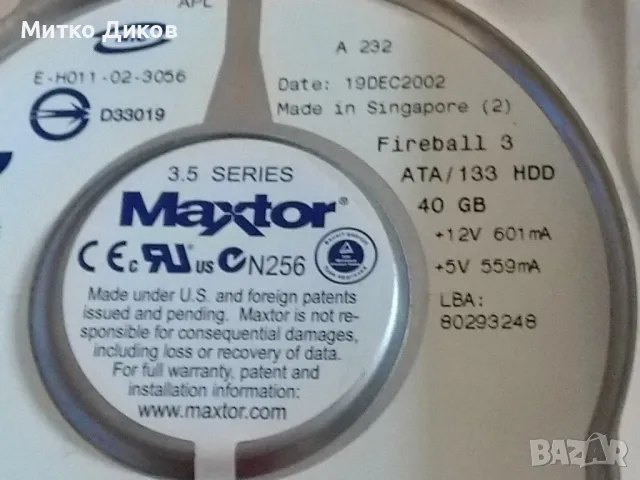 Митко Диков
APL
A 232
E-H011-02-3056
Date: 19DEC2002
D33019
Made in Singapore (2)
Fireball 3
ATA/133 HDD
40 GB
+12V 601mA
+5V 559mA
LBA:
80293248
3.5 SERIES
Maxtor®
CE c RU us N256
Made under U.S. and foreign patents
issued and pending. Maxtor is not re-
sponsible for consequential damages,
including loss or recovery of data.
For full warranty, patent and
installation information:
www.maxtor.com
BAZAR